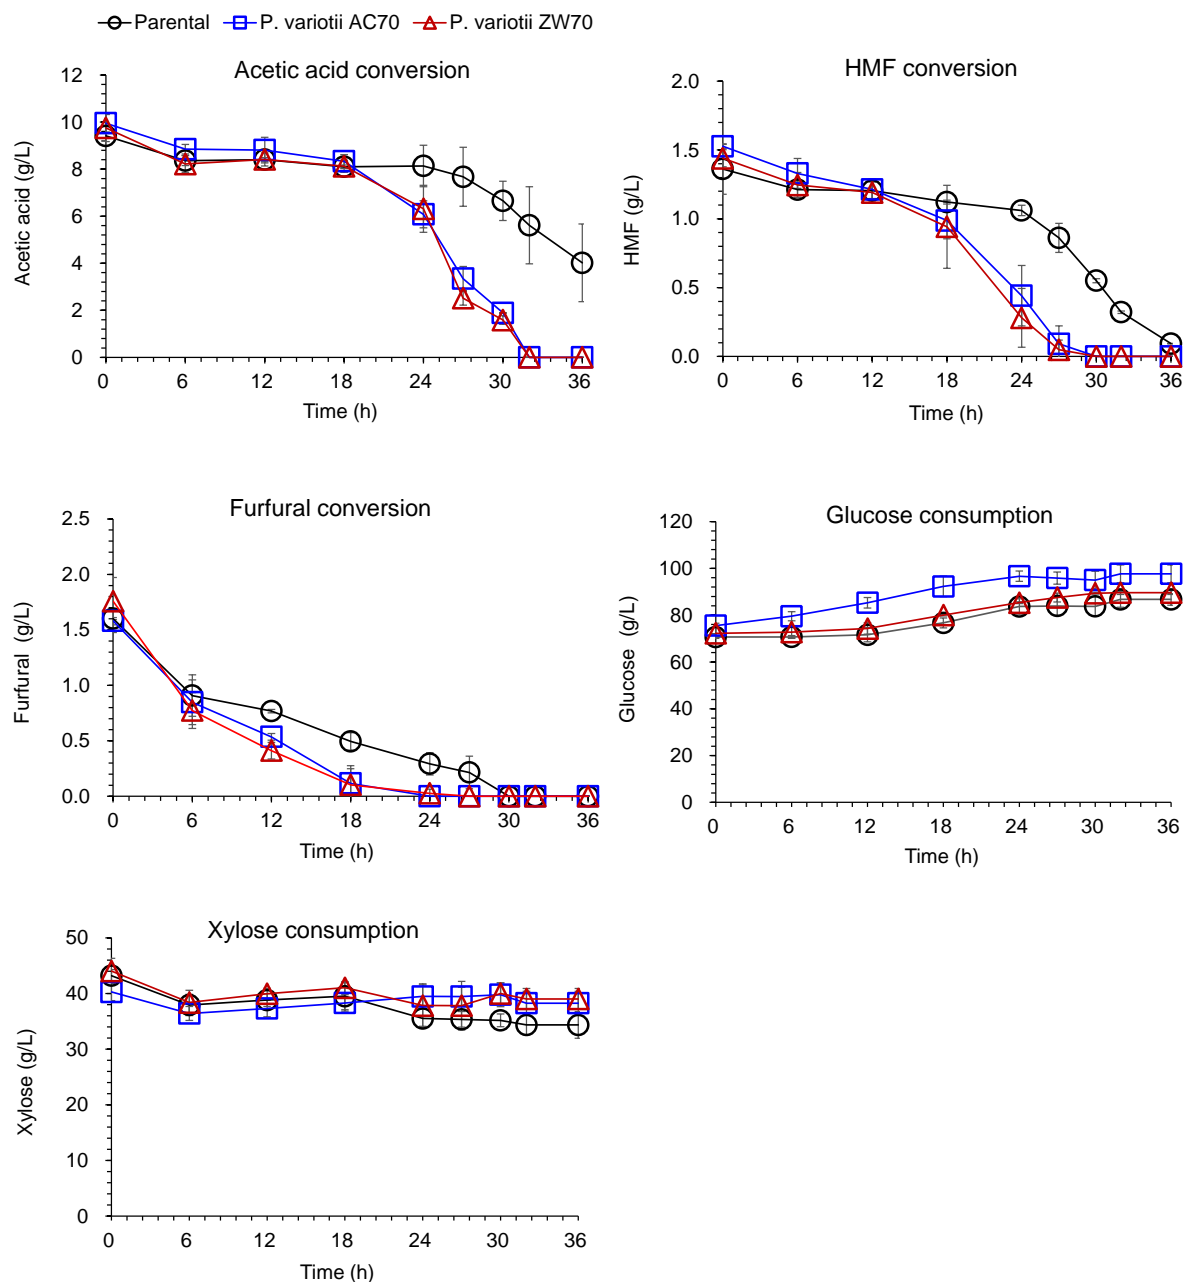 Parental P. variotii AC70 P. variotii ZW70
Acetic acid conversion
12
10
8
6
4
2
0
Acetic acid (g/L)
0 6 12 18 24 30 36
Time (h)
HMF conversion
2.0
1.5
1.0
0.5
0.0
HMF (g/L)
0 6 12 18 24 30 36
Time (h)
Furfural conversion
2.5
2.0
1.5
1.0
0.5
0.0
Furfural (g/L)
0 6 12 18 24 30 36
Time (h)
Glucose consumption
120
100
80
60
40
20
0
Glucose (g/L)
0 6 12 18 24 30 36
Time (h)
Xylose consumption
50
40
30
20
10
0
Xylose (g/L)
0 6 12 18 24 30 36
Time (h)